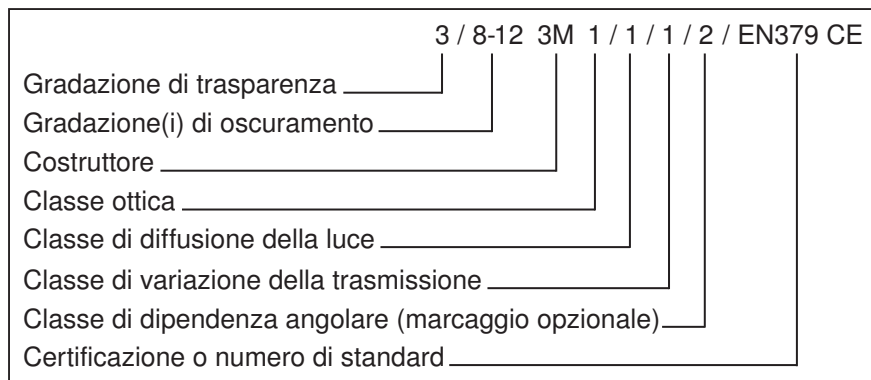 3 / 8-12 3M 1 / 1 / 1 / 2 / EN379 CE
Gradazione di trasparenza
Gradazione(i) di oscuramento
Costruttore
Classe ottica
Classe di diffusione della luce
Classe di variazione della trasmissione
Classe di dipendenza angolare (marcaggio opzionale)
Certificazione o numero di standard